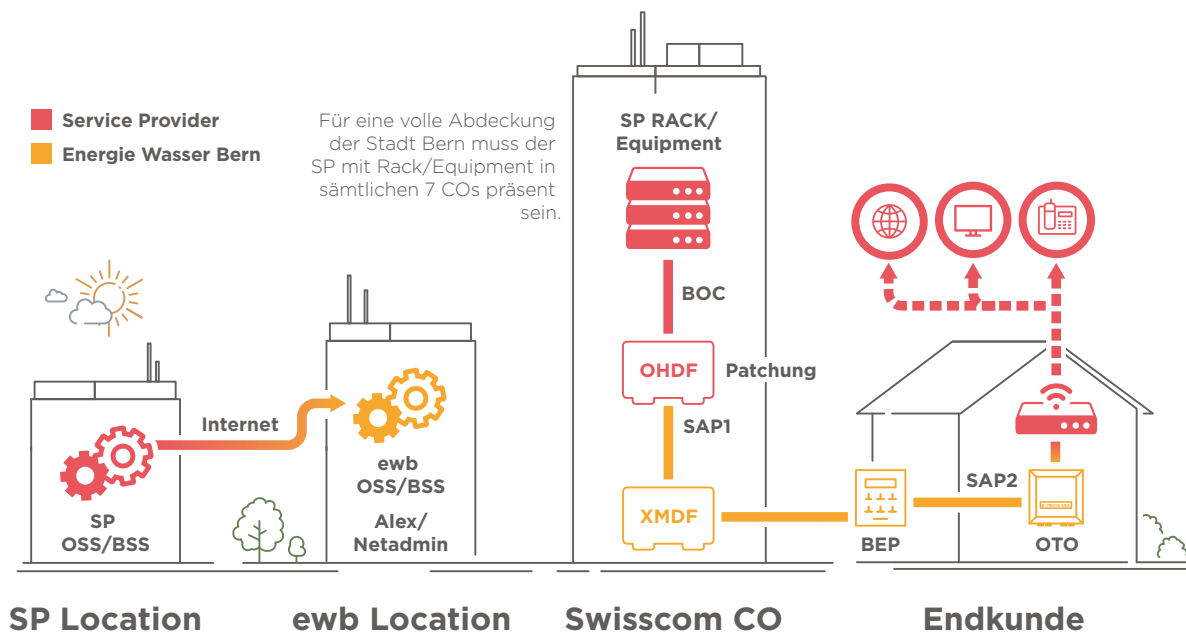 Service Provider
Energie Wasser Bern
Für eine volle Abdeckung
der Stadt Bern muss der
SP mit Rack/Equipment in
sämtlichen 7 COs präsent
sein.
SP RACK/
Equipment
BOC
OHDF
Patchung
SAP1
XMDF
Internet
SP
OSS/BSS
ewb
OSS/BSS
Alex/
Netadmin
SAP2
BEP
OTO
SP Location
ewb Location
Swisscom CO
Endkunde